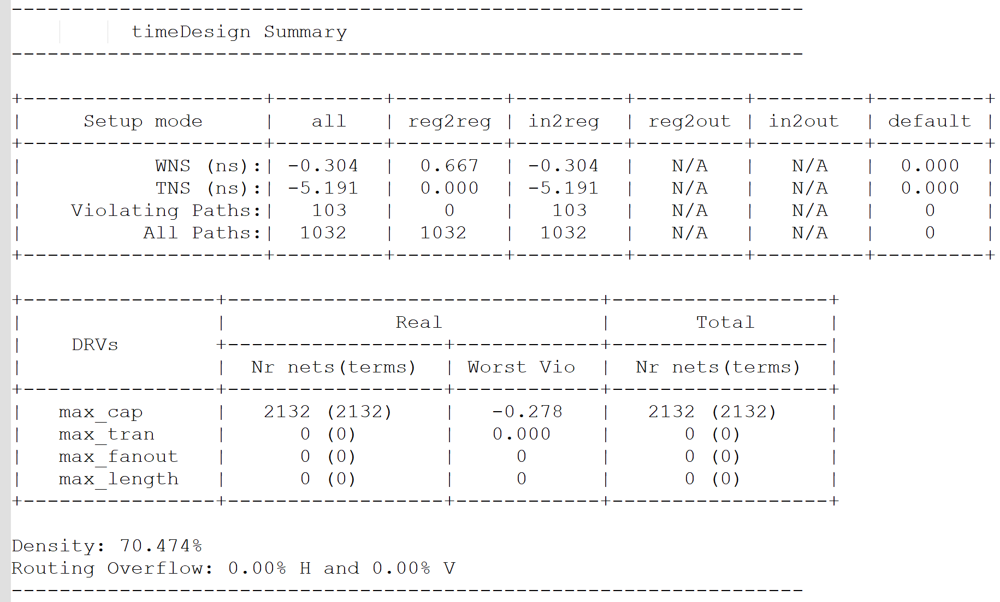 ------------------------------------------------------------------
          timeDesign Summary
------------------------------------------------------------------

+--------------------+---------+---------+---------+---------+---------+---------+
|     Setup mode     |   all   | reg2reg | in2reg  | reg2out | in2out  | default |
+--------------------+---------+---------+---------+---------+---------+---------+
|           WNS (ns):| -0.304  |  0.667  | -0.304  |   N/A   |   N/A   |  0.000  |
|           TNS (ns):| -5.191  |  0.000  | -5.191  |   N/A   |   N/A   |  0.000  |
|    Violating Paths:|   103   |    0    |   103   |   N/A   |   N/A   |    0    |
|          All Paths:|  1032   |  1032   |  1032   |   N/A   |   N/A   |    0    |
+--------------------+---------+---------+---------+---------+---------+---------+

+----------------+-------------------------------+------------------+
|                |              Real             |       Total      |
|    DRVs        +------------------+------------+------------------|
|                |  Nr nets(terms)  | Worst Vio  |  Nr nets(terms)  |
+----------------+------------------+------------+------------------+
|   max_cap      |   2132 (2132)    |   -0.278   |   2132 (2132)    |
|   max_tran     |      0 (0)       |   0.000    |      0 (0)       |
|   max_fanout   |      0 (0)       |     0      |      0 (0)       |
|   max_length   |      0 (0)       |     0      |      0 (0)       |
+----------------+------------------+------------+------------------+

Density: 70.474%
Routing Overflow: 0.00% H and 0.00% V
------------------------------------------------------------------